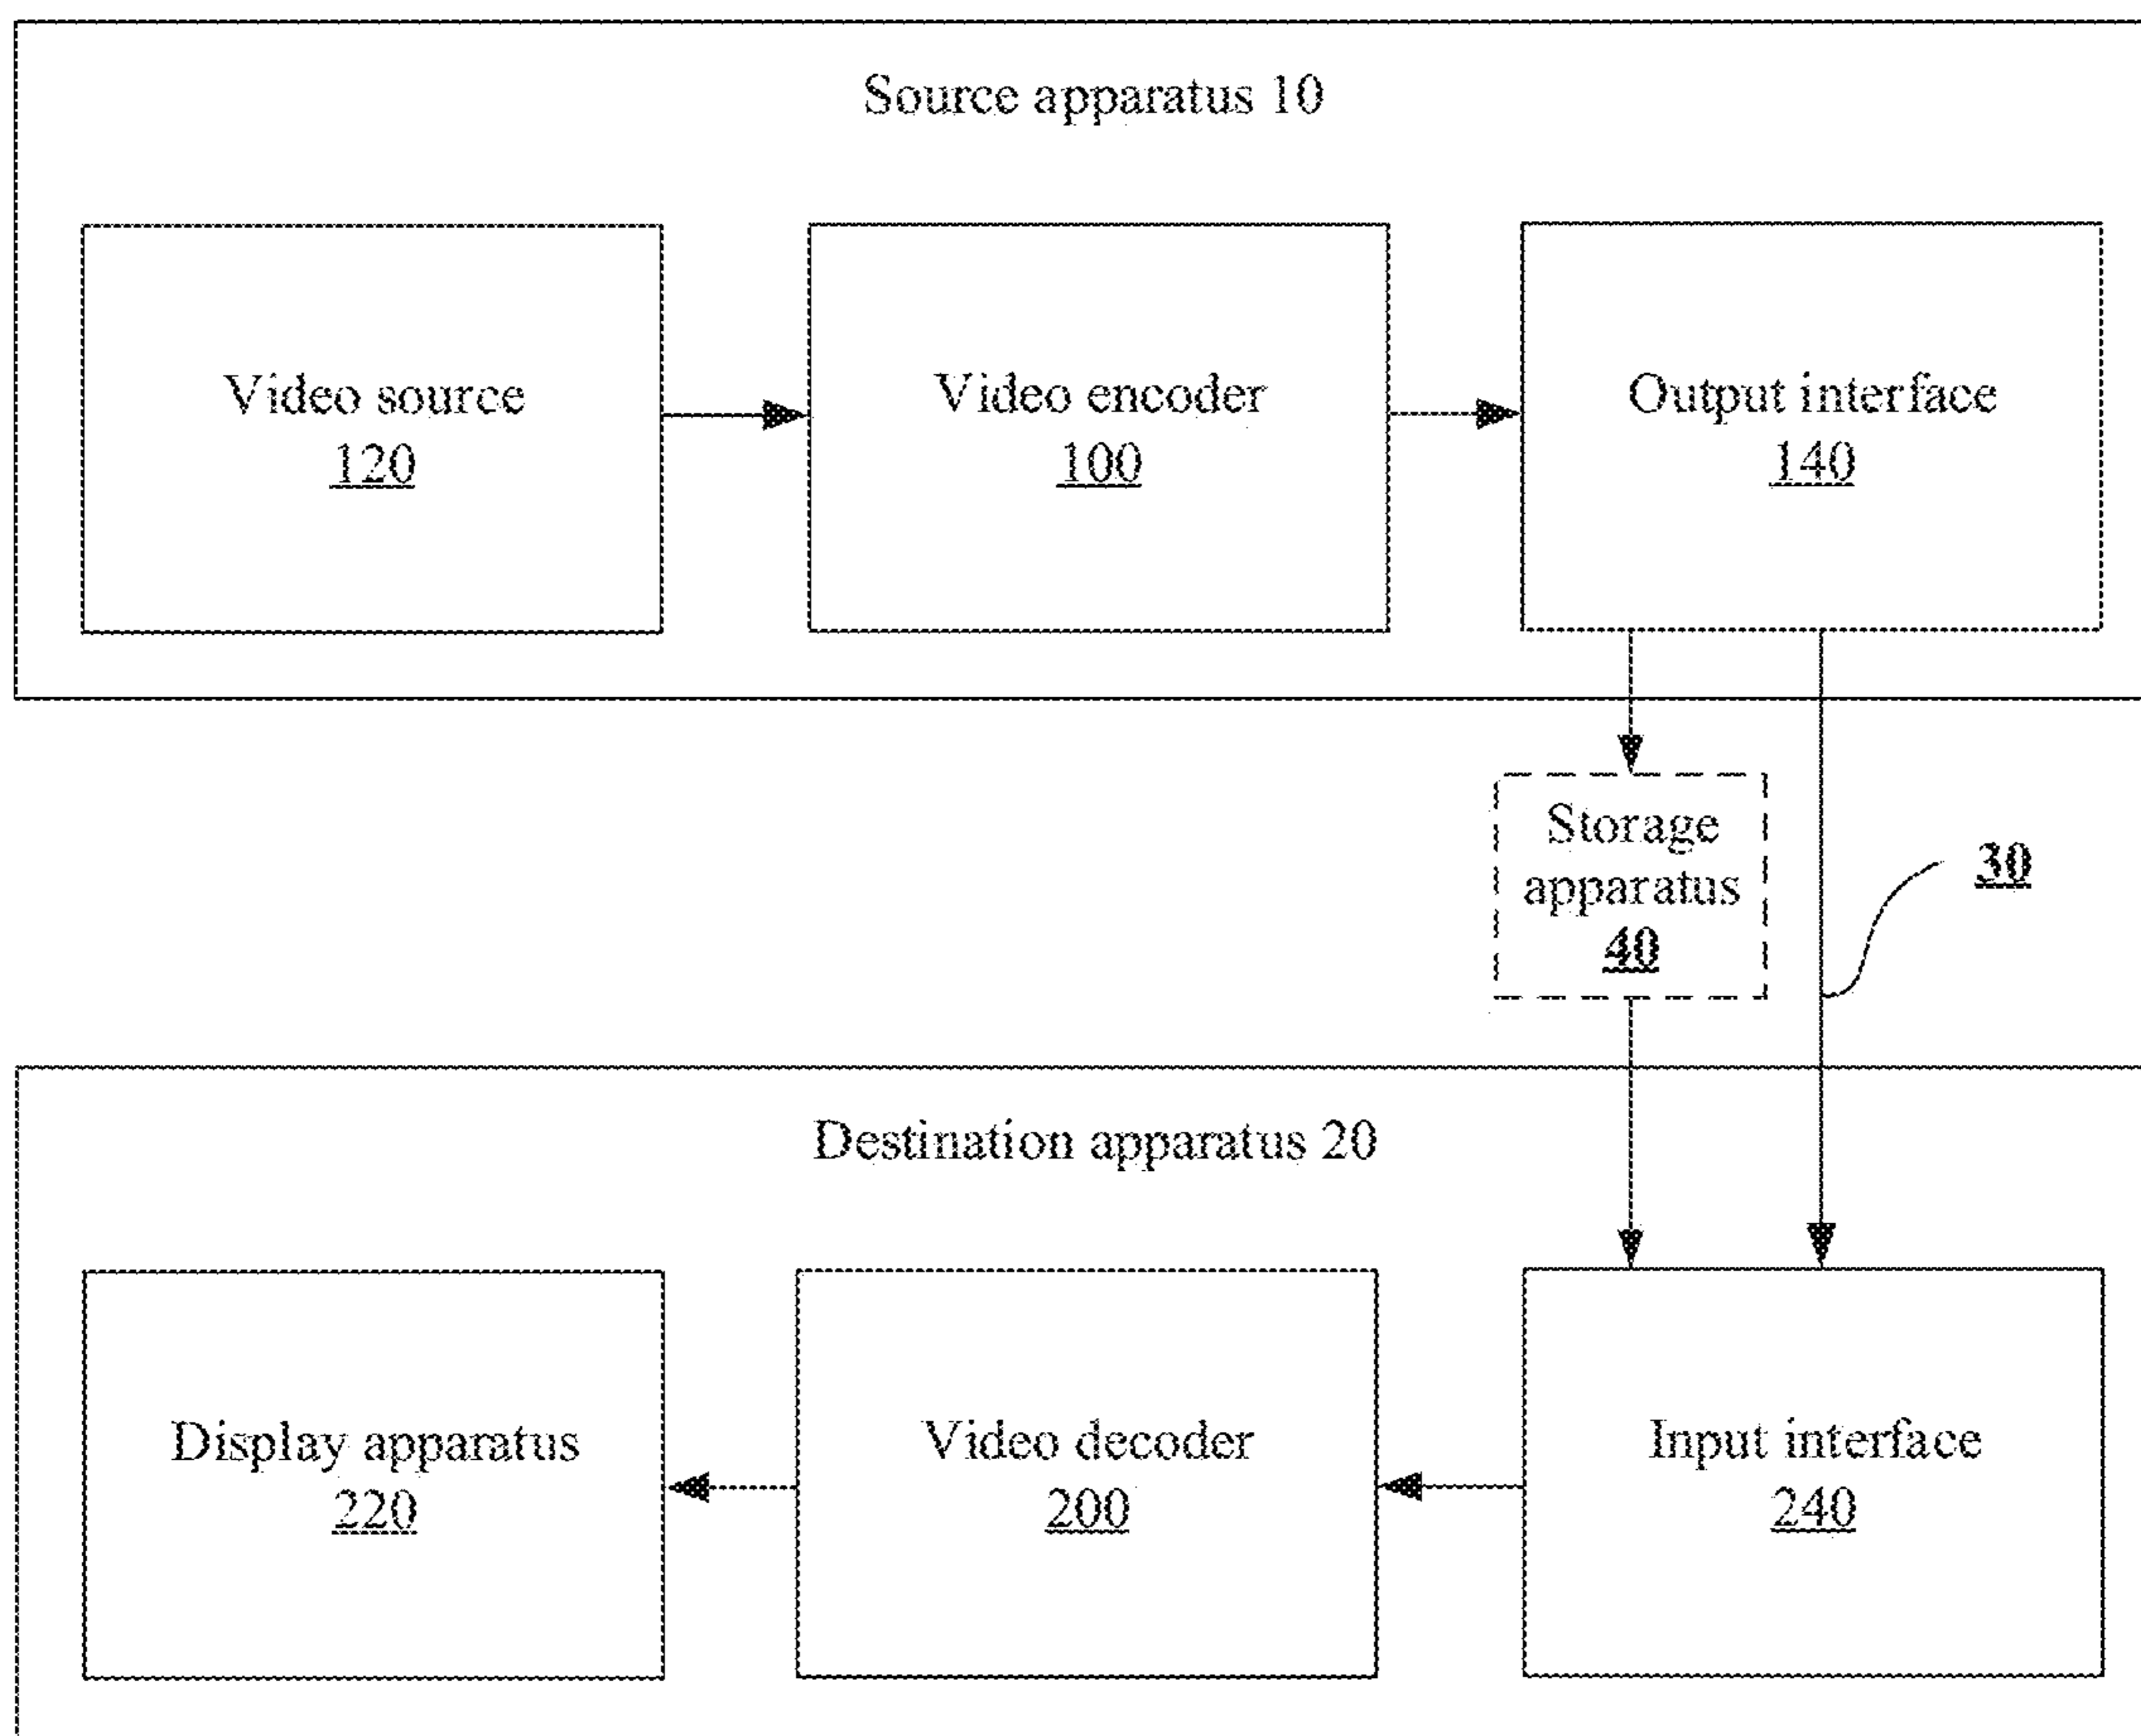 Source apparatus 10
Video source
120
Video encoder
100
Output interface
140
Storage
apparatus
40
30
Destination apparatus 20
Display apparatus
220
Video decoder
200
Input interface
240